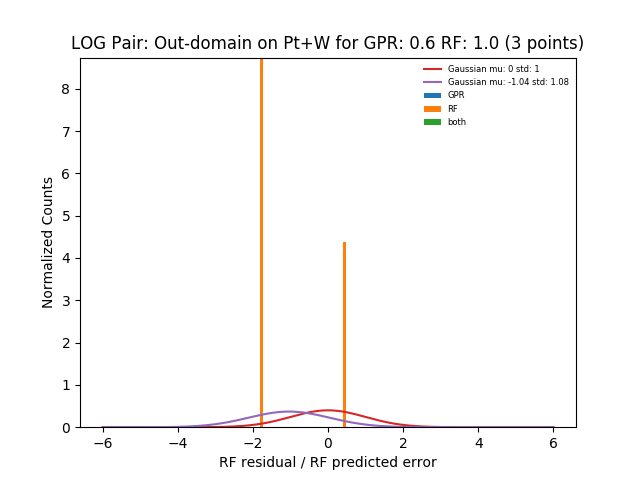 LOG Pair: Out-domain on Pt+W for GPR: 0.6 RF: 1.0 (3 points)
Gaussian mu: 0 std: 1
Gaussian mu: -1.04 std: 1.08
GPR
RF
both
Normalized Counts
8
7
6
5
4
3
2
1
0
−6
−4
−2
0
2
4
6
RF residual / RF predicted error